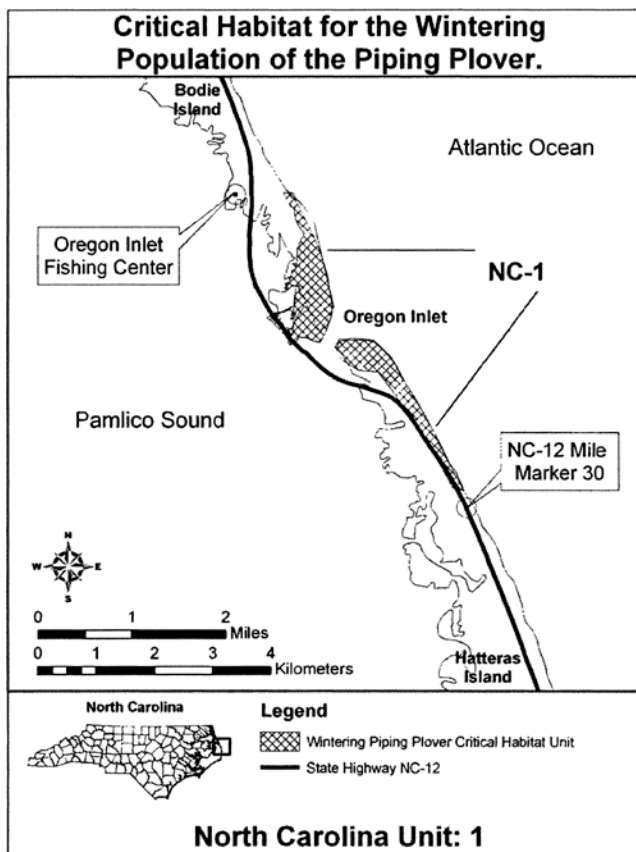 Critical Habitat for the Wintering
Population of the Piping Plover.
Bodie
Island
Atlantic Ocean
Oregon Inlet
Fishing Center
NC-1
Oregon Inlet
Pamlico Sound
NC-12 Mile
Marker 30
N
W E
S
0 1 2
Miles
0 1 2 3 4
Kilometers
Hatteras
Island
North Carolina
Legend
Wintering Piping Plover Critical Habitat Unit
State Highway NC-12
North Carolina Unit: 1